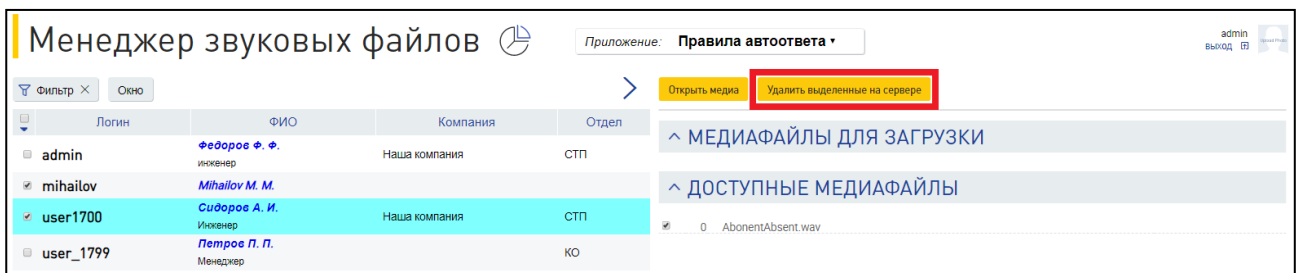 Менеджер звуковых файлов
Приложение: Правила автоответа
admin
выход
Фильтр × Окно
Открыть медиа Удалить выделенные на сервере
Логин ФИО Компания Отдел
МЕДИАФАЙЛЫ ДЛЯ ЗАГРУЗКИ
admin Федоров Ф. Ф. Наша компания СТП
инженер
mihailov Mihailov M. M.
ДОСТУПНЫЕ МЕДИАФАЙЛЫ
user1700 Сидоров А. И. Наша компания СТП
Инженер
0 AbonentAbsent.wav
user_1799 Петров П. П. КО
Менеджер